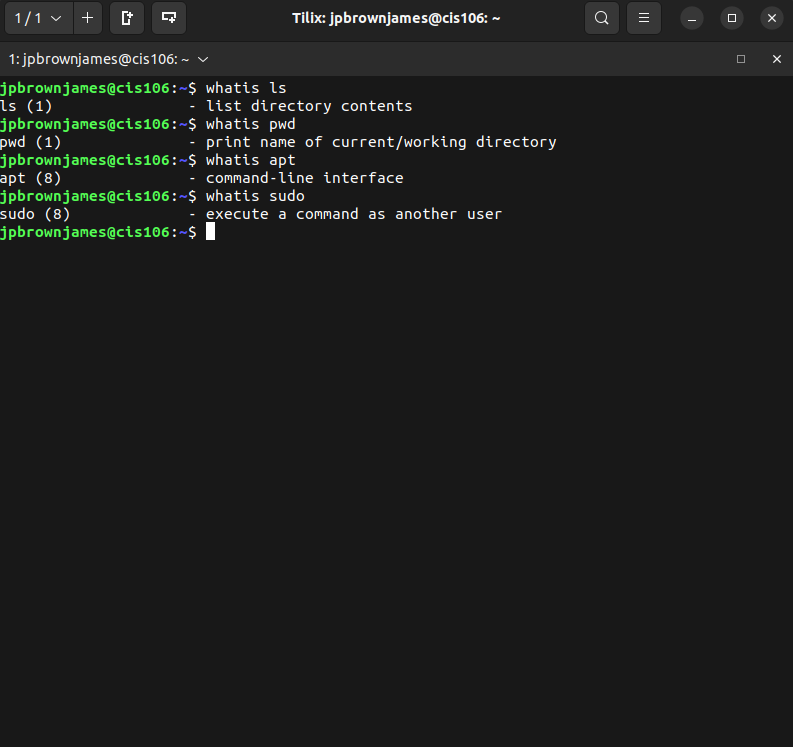 1 / 1
Tilix: jpbrownjames@cis106: ~
1: jpbrownjames@cis106: ~
jpbrownjames@cis106:~$ whatis ls
ls (1)               - list directory contents
jpbrownjames@cis106:~$ whatis pwd
pwd (1)              - print name of current/working directory
jpbrownjames@cis106:~$ whatis apt
apt (8)              - command-line interface
jpbrownjames@cis106:~$ whatis sudo
sudo (8)             - execute a command as another user
jpbrownjames@cis106:~$